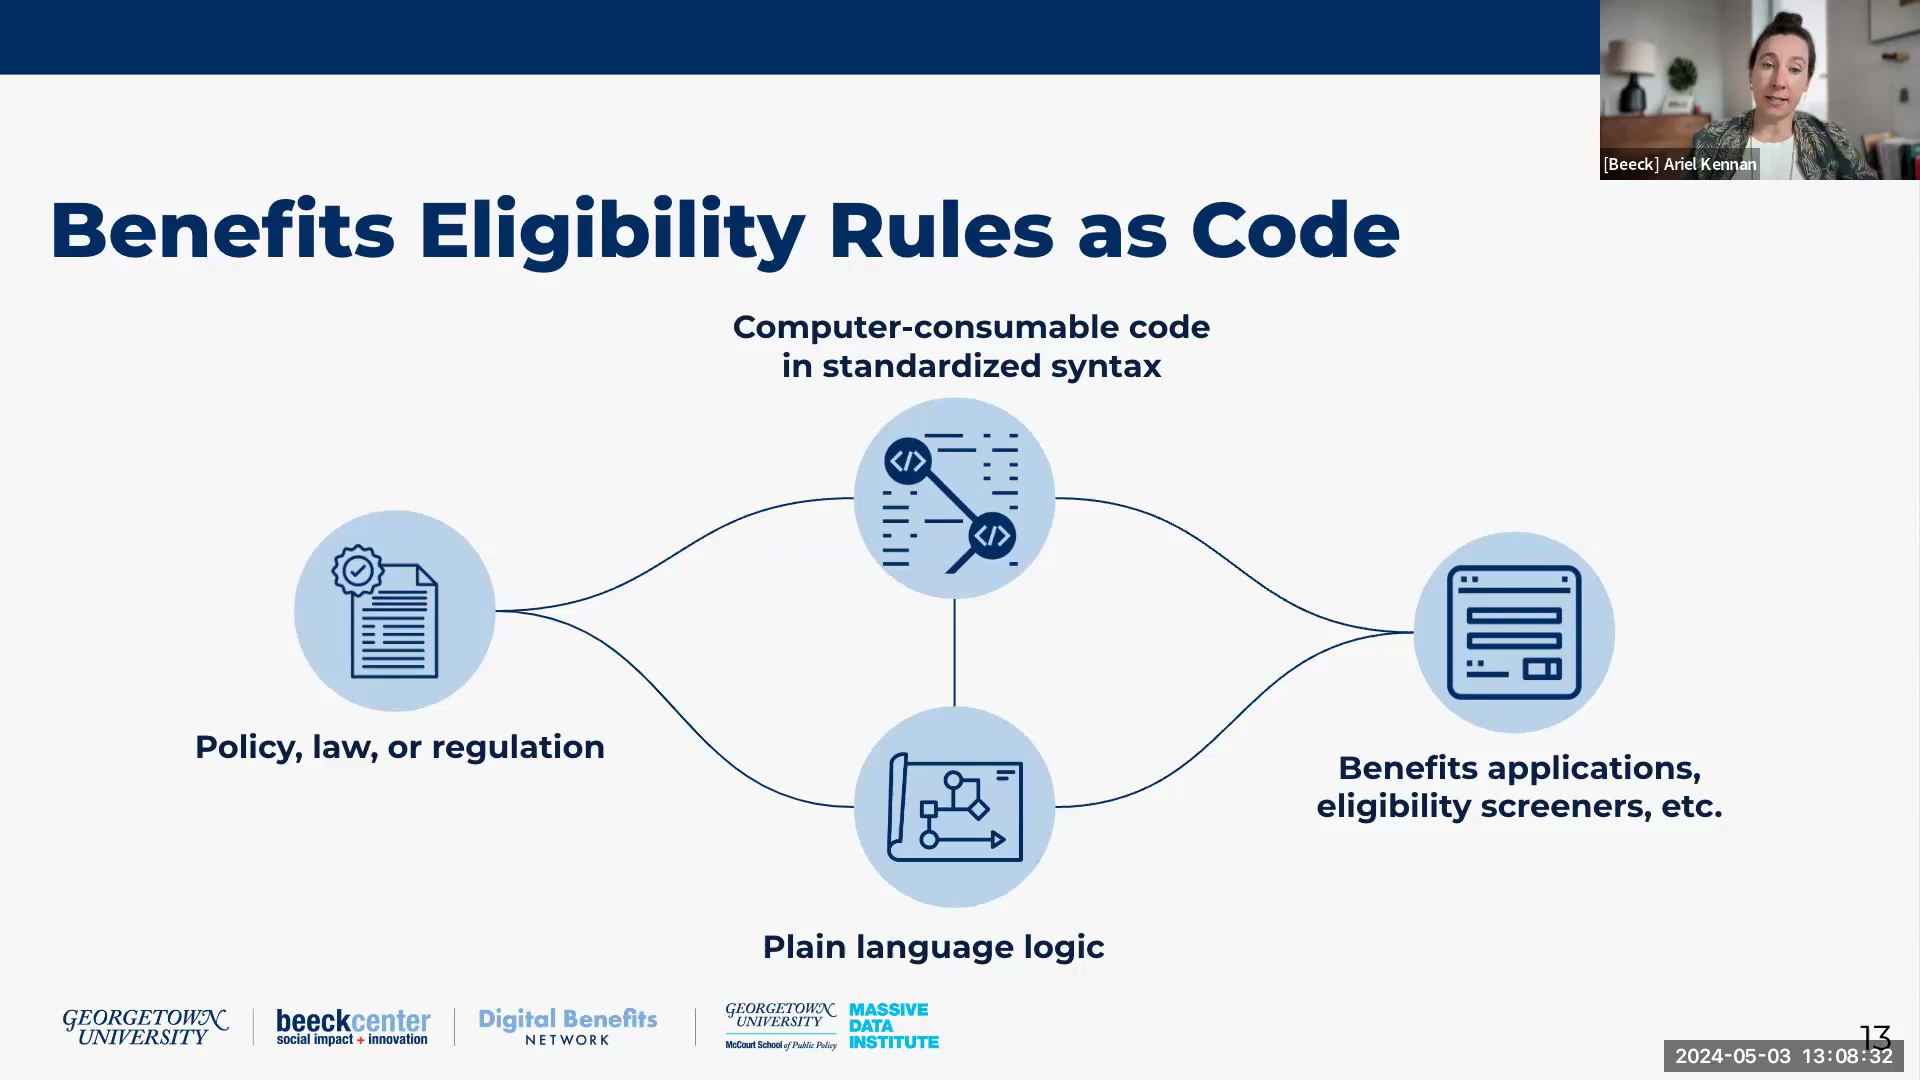 [Beeck] Ariel Kennan
Benefits Eligibility Rules as Code
Computer-consumable code
in standardized syntax
</>
</>
Policy, law, or regulation
Benefits applications,
eligibility screeners, etc.
Plain language logic
GEORGETOWN
UNIVERSITY
beeckcenter
social impact + innovation
Digital Benefits
NETWORK
GEORGETOWN
UNIVERSITY
McCourt School of Public Policy
MASSIVE
DATA
INSTITUTE
13
2024-05-03 13:08:32